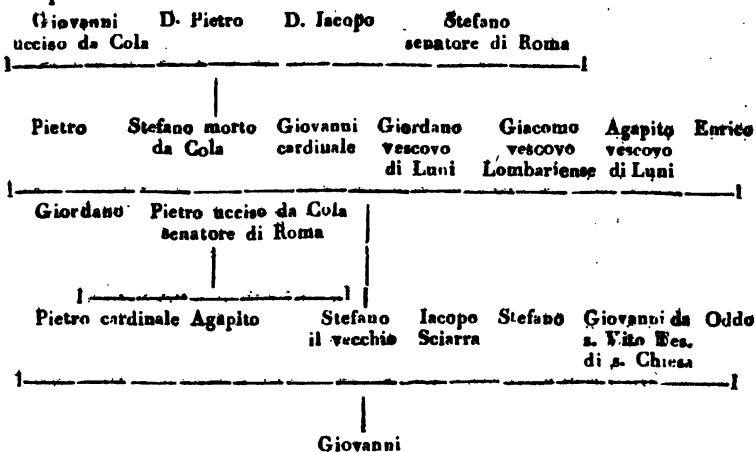 Giovanni D. Pietro D. Iacopo Stefano
ucciso da Cola senatore di Roma
Pietro Stefano morto Giovanni Giordano Giacomo Agapito Enrico
da Cola cardinale vescovo vescovo vescovo
di Luni Lombariense di Luni
Giordano Pietro ucciso da Cola
senatore di Roma
Pietro cardinale Agapito Stefano Iacopo Stefano Giovanni da Oddo
il vecchio Sciarra s. Vito Res.
di s. Chiesa
Giovanni